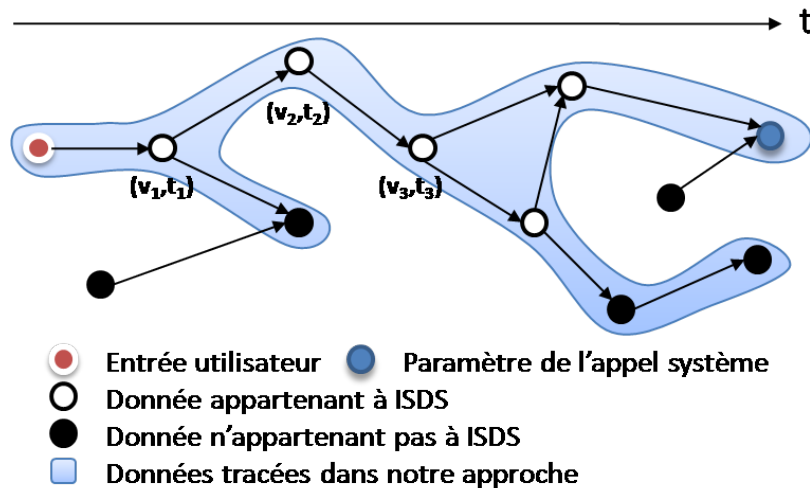 t
(v₂,t₂)
(v₁,t₁)
(v₃,t₃)
Entrée utilisateur
Paramètre de l'appel système
Donnée appartenant à ISDS
Donnée n'appartenant pas à ISDS
Données tracées dans notre approche